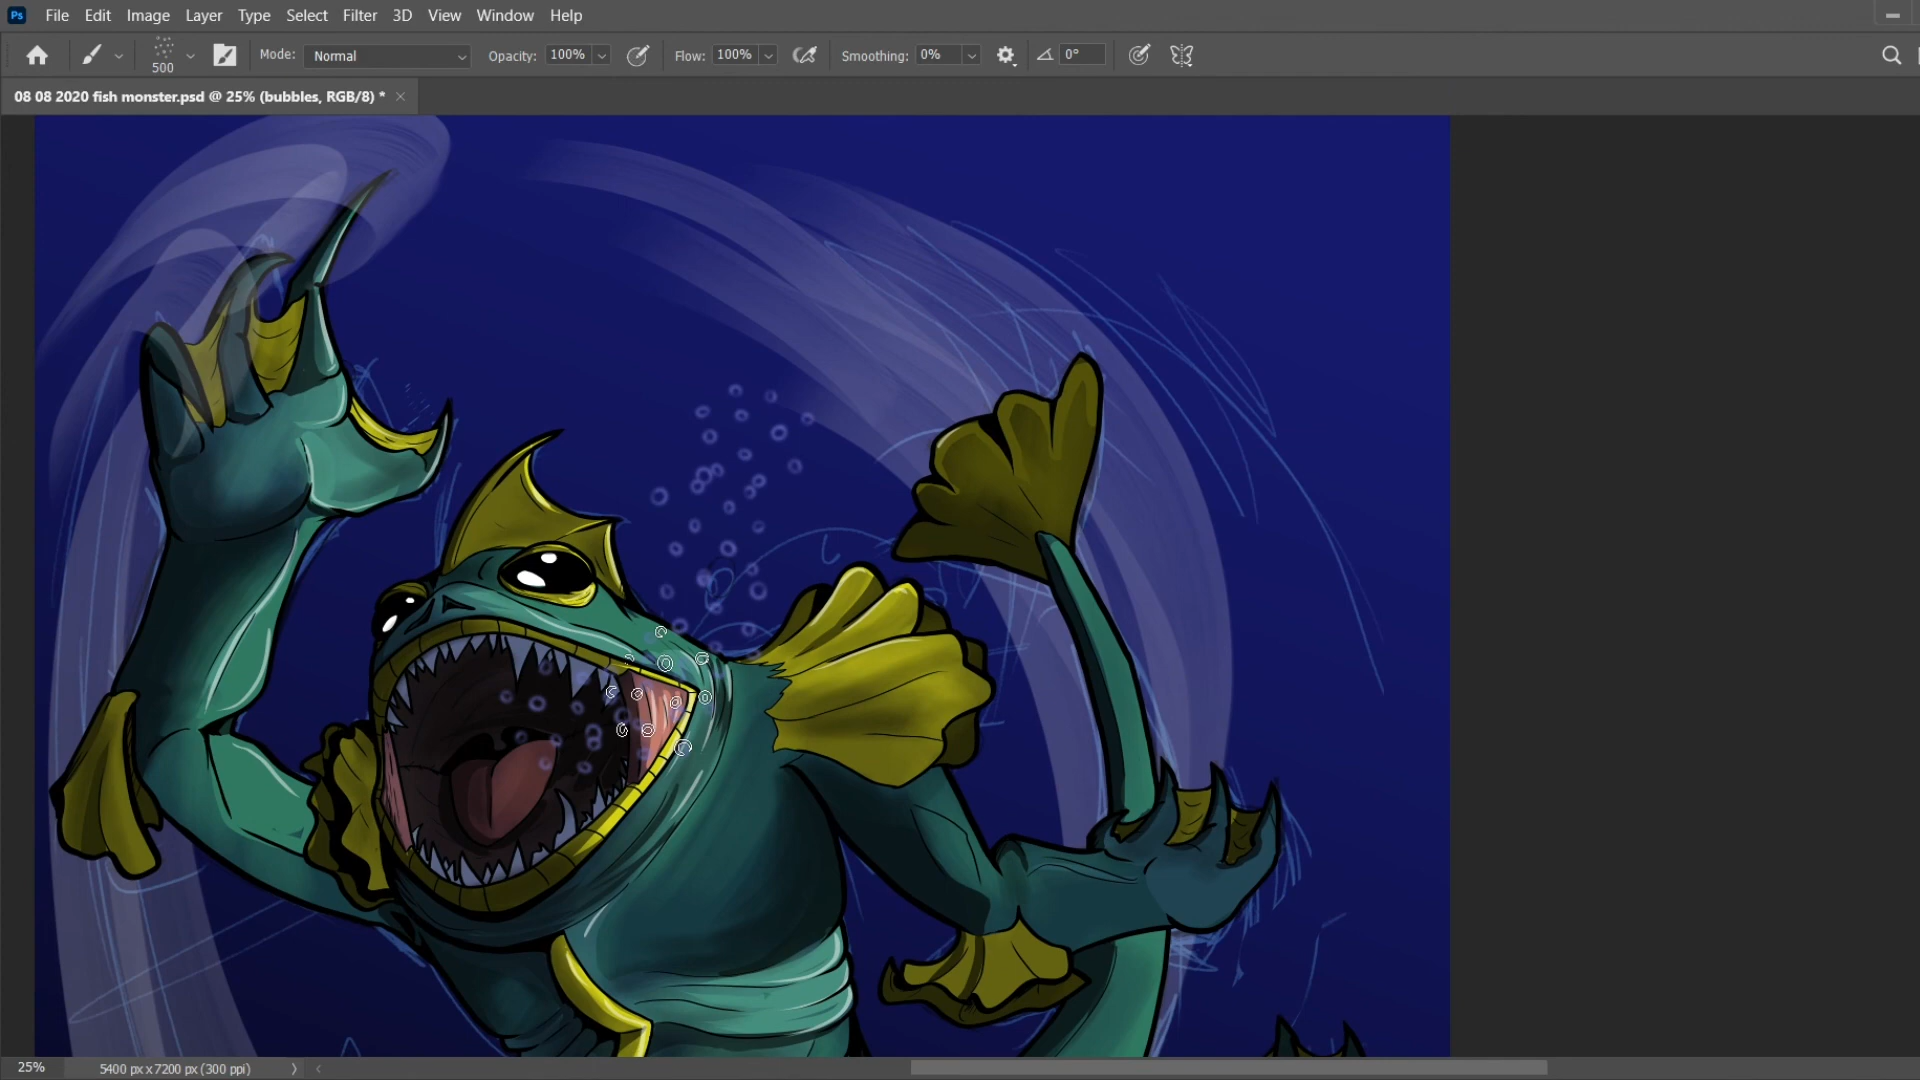 Ps File Edit Image Layer Type Select Filter 3D View Window Help
500 Mode: Normal Opacity: 100% Flow: 100% Smoothing: 0% 0°
08 08 2020 fish monster.psd @ 25% (bubbles, RGB/8) *
25% 5400 px x 7200 px (300 ppi)